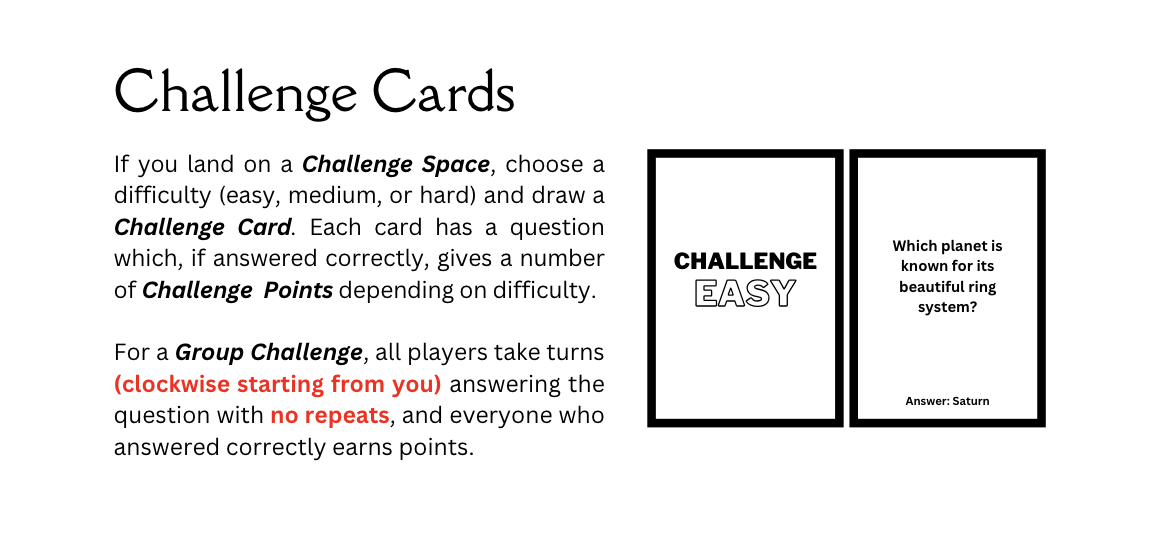 Challenge Cards
If you land on a Challenge Space, choose a
difficulty (easy, medium, or hard) and draw a
Challenge Card. Each card has a question
which, if answered correctly, gives a number
of Challenge Points depending on difficulty.
For a Group Challenge, all players take turns
(clockwise starting from you) answering the
question with no repeats, and everyone who
answered correctly earns points.
CHALLENGE
EASY
Which planet is
known for its
beautiful ring
system?
Answer: Saturn